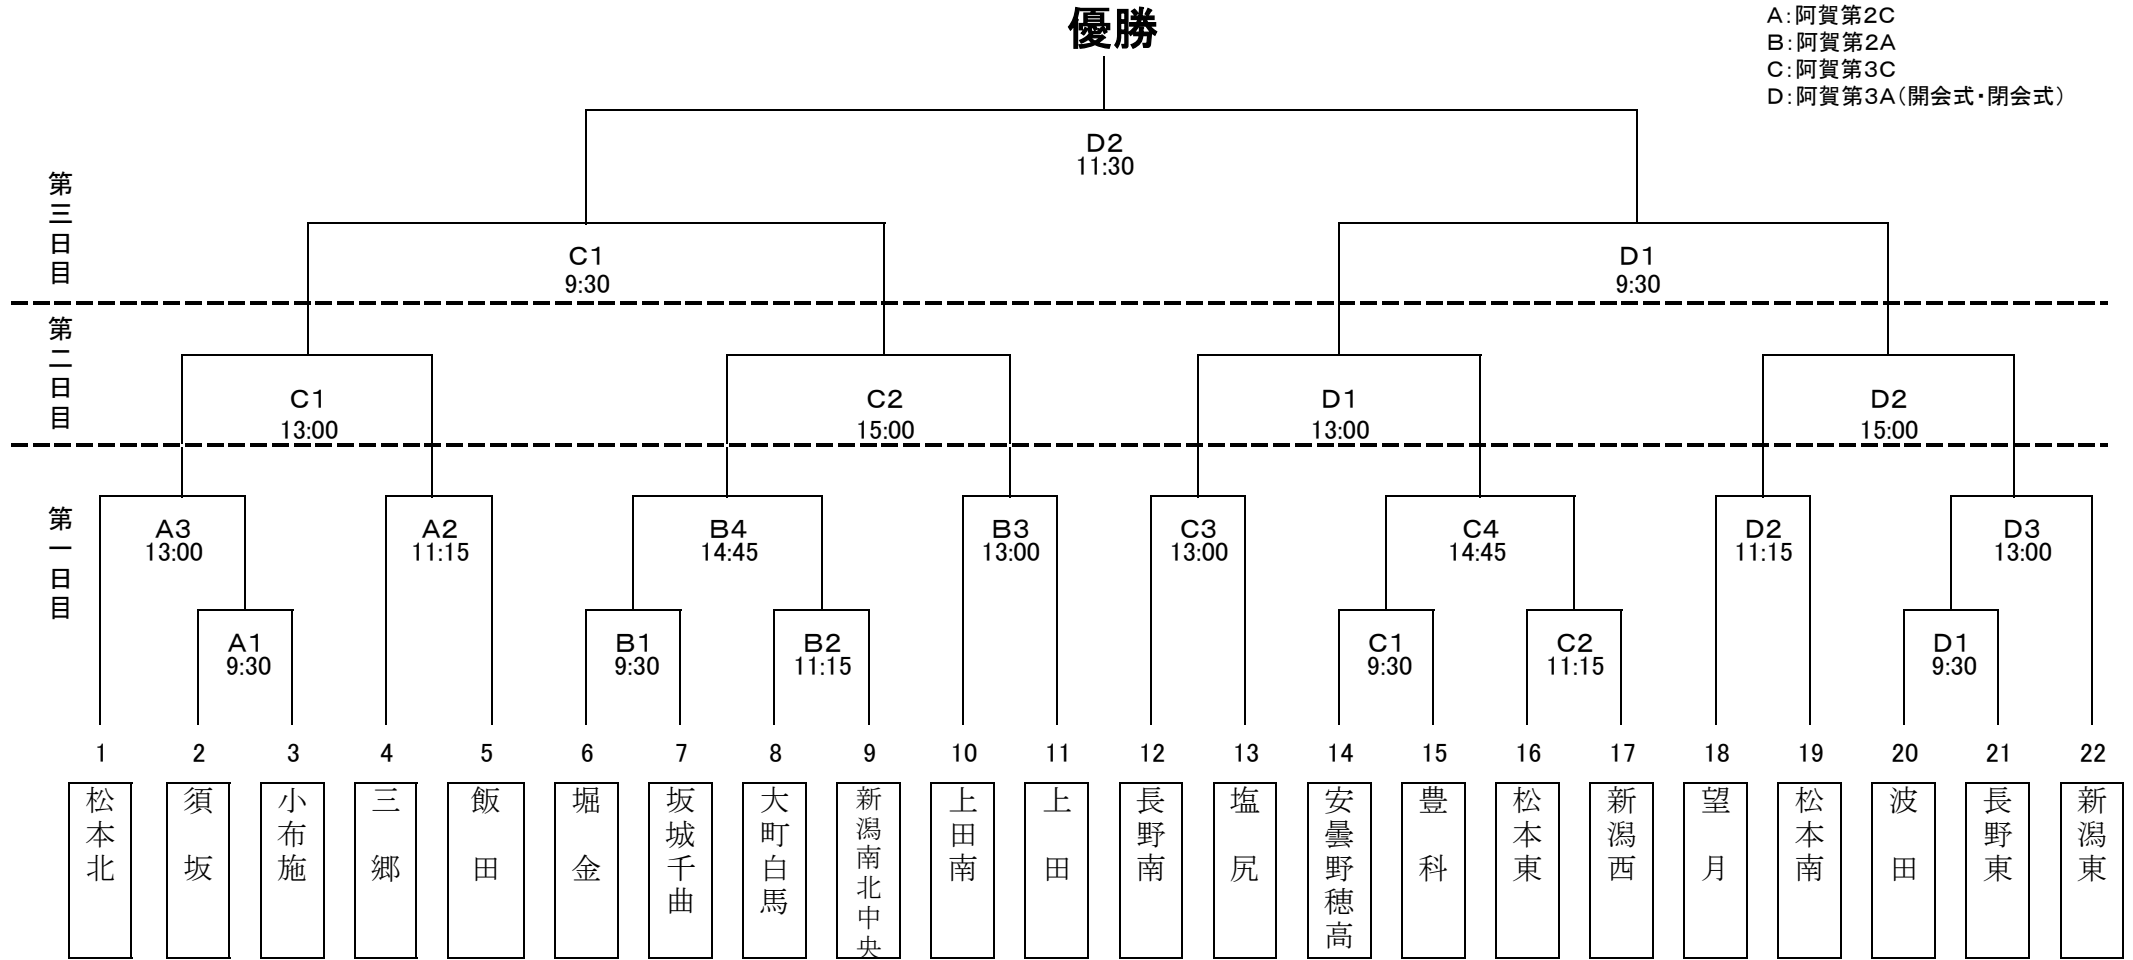 優勝
A:阿賀第2C
B:阿賀第2A
C:阿賀第3C
D:阿賀第3A(開会式・閉会式)
D2
11:30
第三日目
C1
9:30
D1
9:30
第二日目
C1
13:00
C2
15:00
D1
13:00
D2
15:00
第一日目
A3
13:00
A2
11:15
B4
14:45
B3
13:00
C3
13:00
C4
14:45
D2
11:15
D3
13:00
A1
9:30
B1
9:30
B2
11:15
C1
9:30
C2
11:15
D1
9:30
1 2 3 4 5 6 7 8 9 10 11 12 13 14 15 16 17 18 19 20 21 22
松本北
須坂
小布施
三郷
飯田
堀金
坂城千曲
大町白馬
新潟南北中央
上田南
上田
長野南
塩尻
安曇野穂高
豊科
松本東
新潟西
望月
松本南
波田
長野東
新潟東